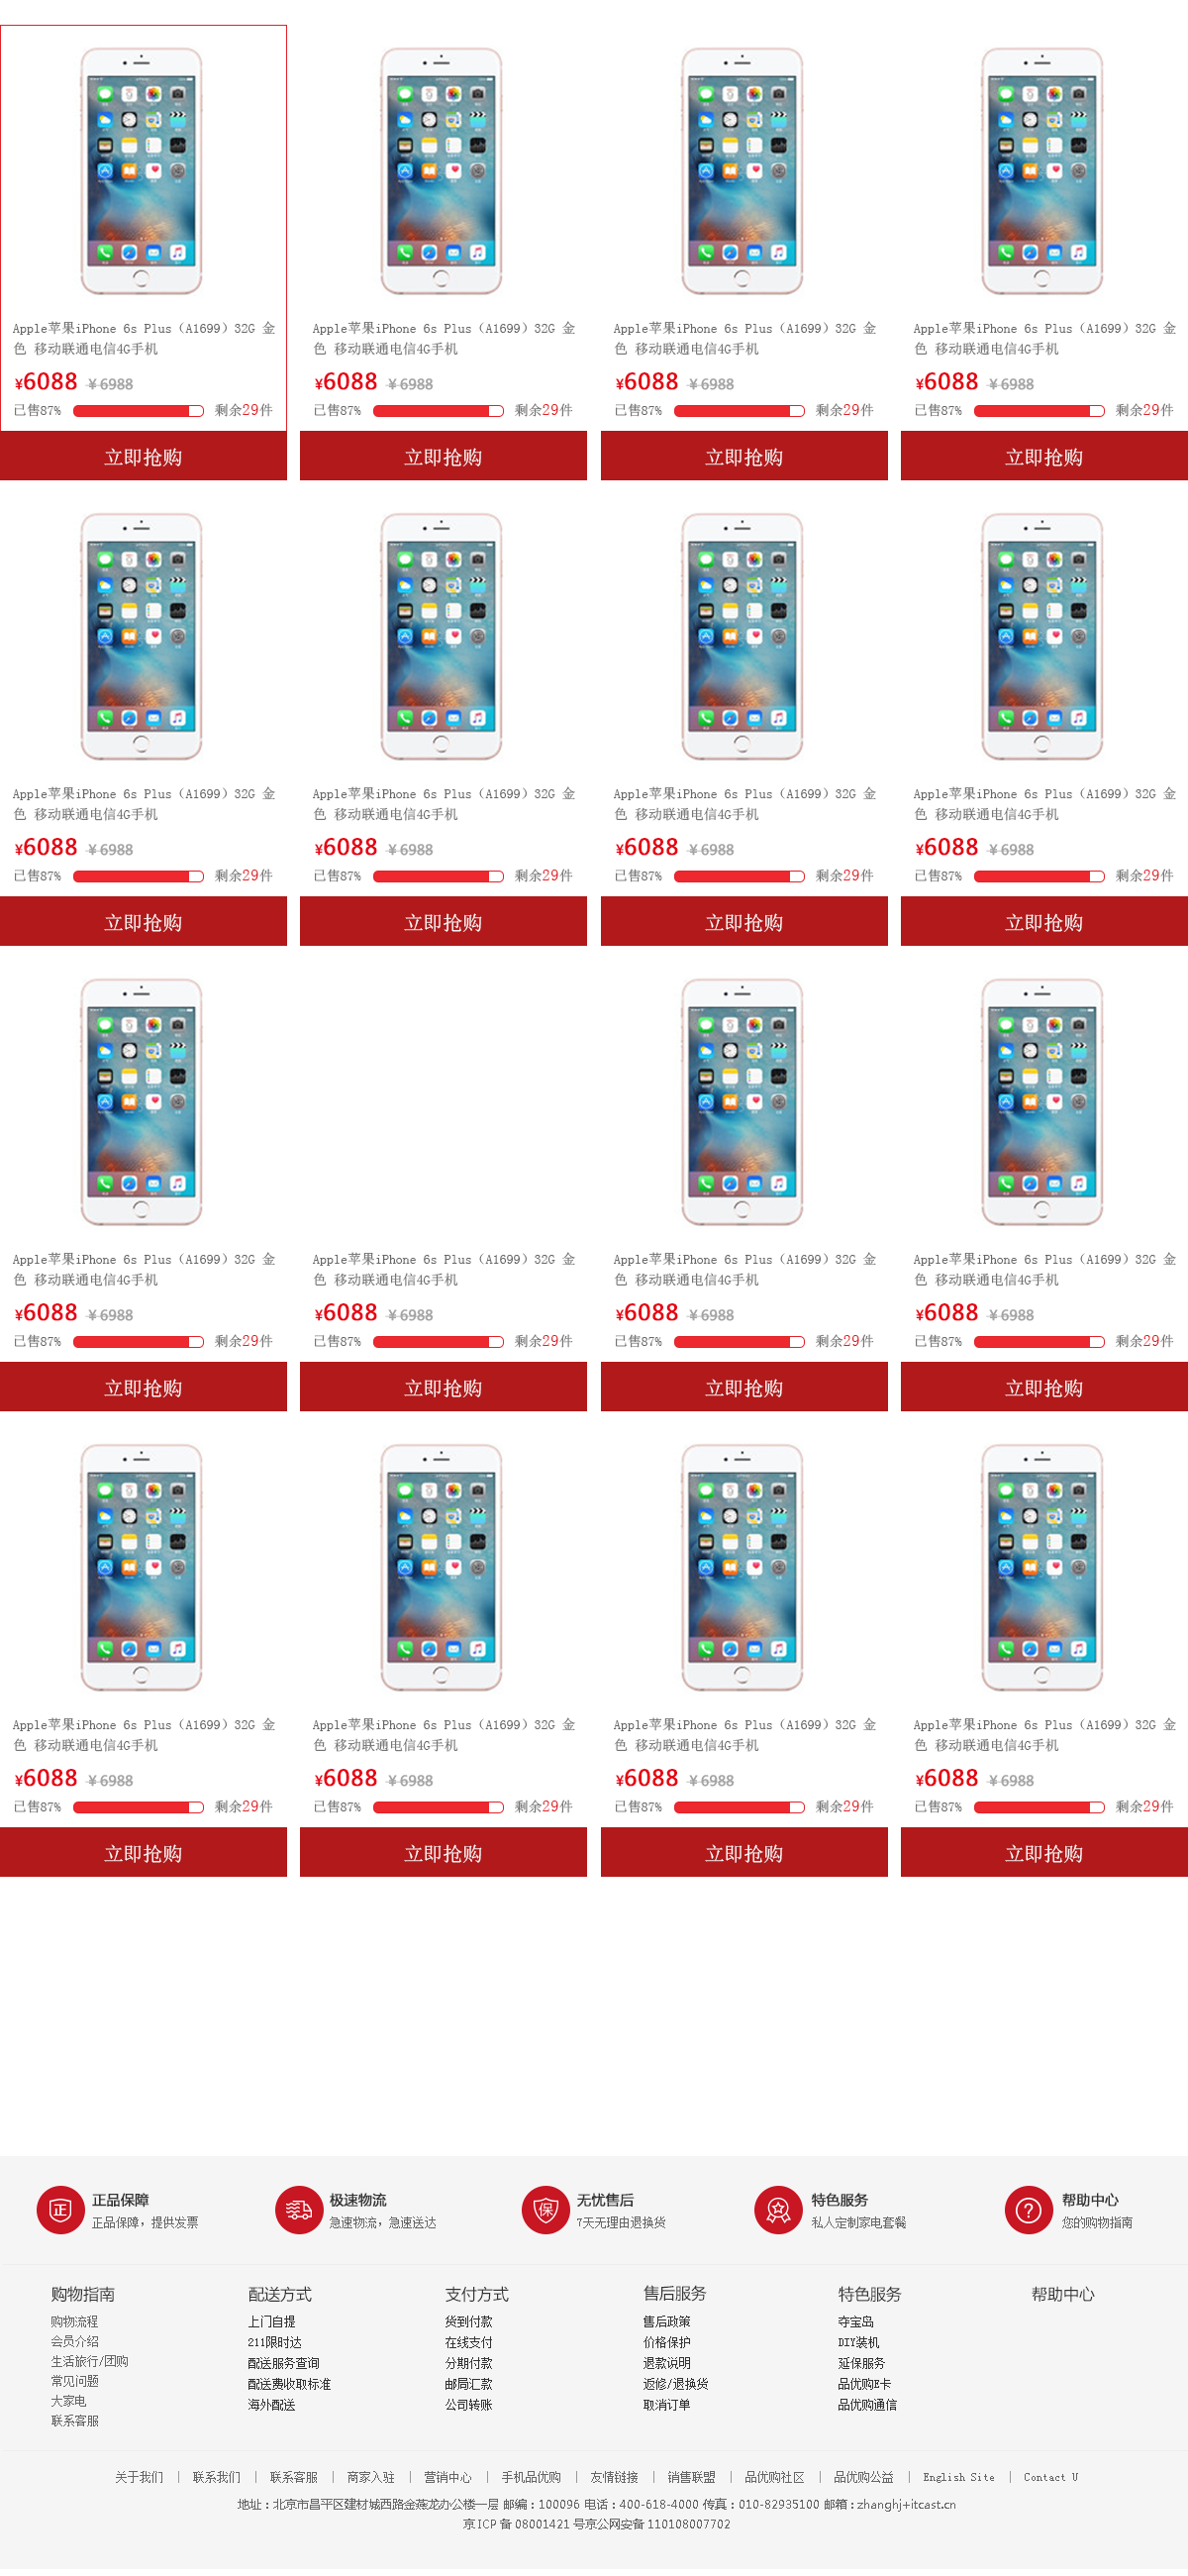 Apple苹果iPhone 6s Plus（A1699）32G 金 Apple苹果iPhone 6s Plus（A1699）32G 金 Apple苹果iPhone 6s Plus（A1699）32G 金 Apple苹果iPhone 6s Plus（A1699）32G 金
色 移动联通电信4G手机 色 移动联通电信4G手机 色 移动联通电信4G手机 色 移动联通电信4G手机
¥6088 ¥6988 ¥6088 ¥6988 ¥6088 ¥6988 ¥6088 ¥6988
已售87% 剩余29件 已售87% 剩余29件 已售87% 剩余29件 已售87% 剩余29件
立即抢购 立即抢购 立即抢购 立即抢购
Apple苹果iPhone 6s Plus（A1699）32G 金 Apple苹果iPhone 6s Plus（A1699）32G 金 Apple苹果iPhone 6s Plus（A1699）32G 金 Apple苹果iPhone 6s Plus（A1699）32G 金
色 移动联通电信4G手机 色 移动联通电信4G手机 色 移动联通电信4G手机 色 移动联通电信4G手机
¥6088 ¥6988 ¥6088 ¥6988 ¥6088 ¥6988 ¥6088 ¥6988
已售87% 剩余29件 已售87% 剩余29件 已售87% 剩余29件 已售87% 剩余29件
立即抢购 立即抢购 立即抢购 立即抢购
Apple苹果iPhone 6s Plus（A1699）32G 金 Apple苹果iPhone 6s Plus（A1699）32G 金 Apple苹果iPhone 6s Plus（A1699）32G 金 Apple苹果iPhone 6s Plus（A1699）32G 金
色 移动联通电信4G手机 色 移动联通电信4G手机 色 移动联通电信4G手机 色 移动联通电信4G手机
¥6088 ¥6988 ¥6088 ¥6988 ¥6088 ¥6988 ¥6088 ¥6988
已售87% 剩余29件 已售87% 剩余29件 已售87% 剩余29件 已售87% 剩余29件
立即抢购 立即抢购 立即抢购 立即抢购
Apple苹果iPhone 6s Plus（A1699）32G 金 Apple苹果iPhone 6s Plus（A1699）32G 金 Apple苹果iPhone 6s Plus（A1699）32G 金 Apple苹果iPhone 6s Plus（A1699）32G 金
色 移动联通电信4G手机 色 移动联通电信4G手机 色 移动联通电信4G手机 色 移动联通电信4G手机
¥6088 ¥6988 ¥6088 ¥6988 ¥6088 ¥6988 ¥6088 ¥6988
已售87% 剩余29件 已售87% 剩余29件 已售87% 剩余29件 已售87% 剩余29件
立即抢购 立即抢购 立即抢购 立即抢购
正 正品保障 极速物流 保 无忧售后 特色服务 ? 帮助中心
正品保障，提供发票 急速物流，急速送达 7天无理由退换货 私人定制家电套餐 您的购物指南
购物指南 配送方式 支付方式 售后服务 特色服务 帮助中心
购物流程 上门自提 货到付款 售后政策 夺宝岛
会员介绍 211限时达 在线支付 价格保护 DIY装机
生活旅行/团购 配送服务查询 分期付款 退款说明 延保服务
常见问题 配送费收取标准 邮局汇款 返修/退换货 品优购E卡
大家电 海外配送 公司转账 取消订单 品优购通信
联系客服
关于我们 | 联系我们 | 联系客服 | 商家入驻 | 营销中心 | 手机品优购 | 友情链接 | 销售联盟 | 品优购社区 | 品优购公益 | English Site | Contact U
地址：北京市昌平区建材城西路金燕龙办公楼一层 邮编：100096 电话：400-618-4000 传真：010-82935100 邮箱：zhanghj+itcast.cn
京 ICP 备 08001421 号京公网安备 110108007702